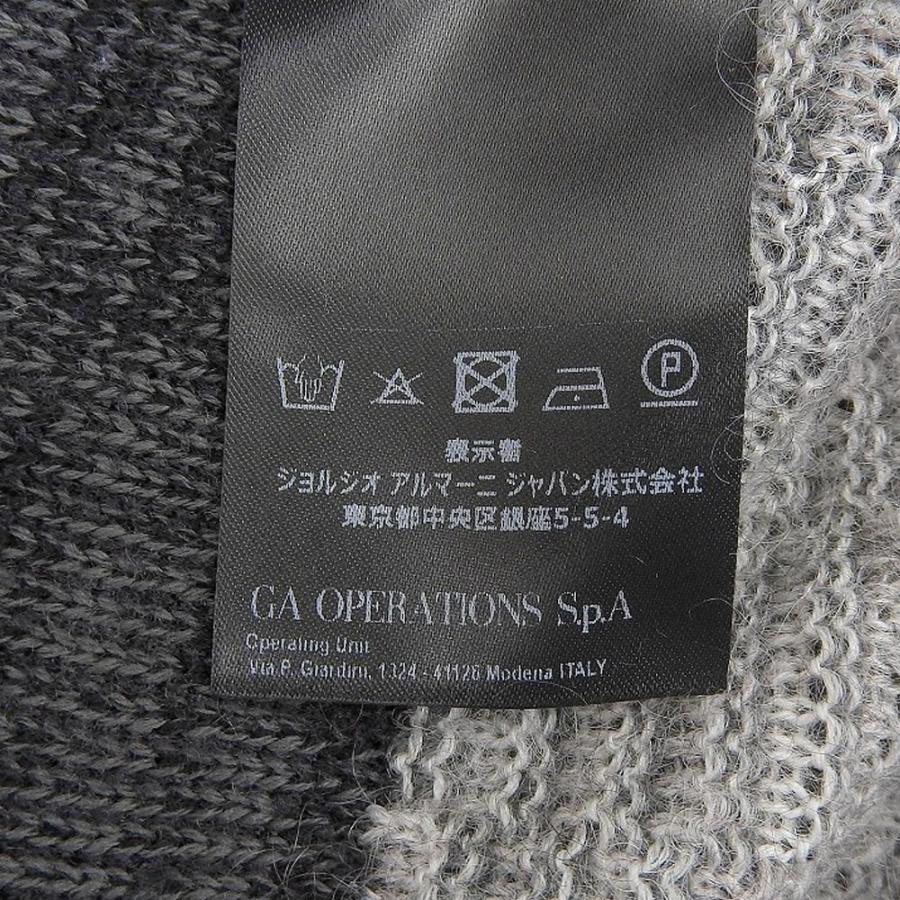 P
表示者
ジョルジオ アルマーニ ジャパン株式会社
東京都中央区銀座5-5-4
GA OPERATIONS S.p.A
Operating Unit
Via P. Giardini, 1324 - 41126 Modena ITALY